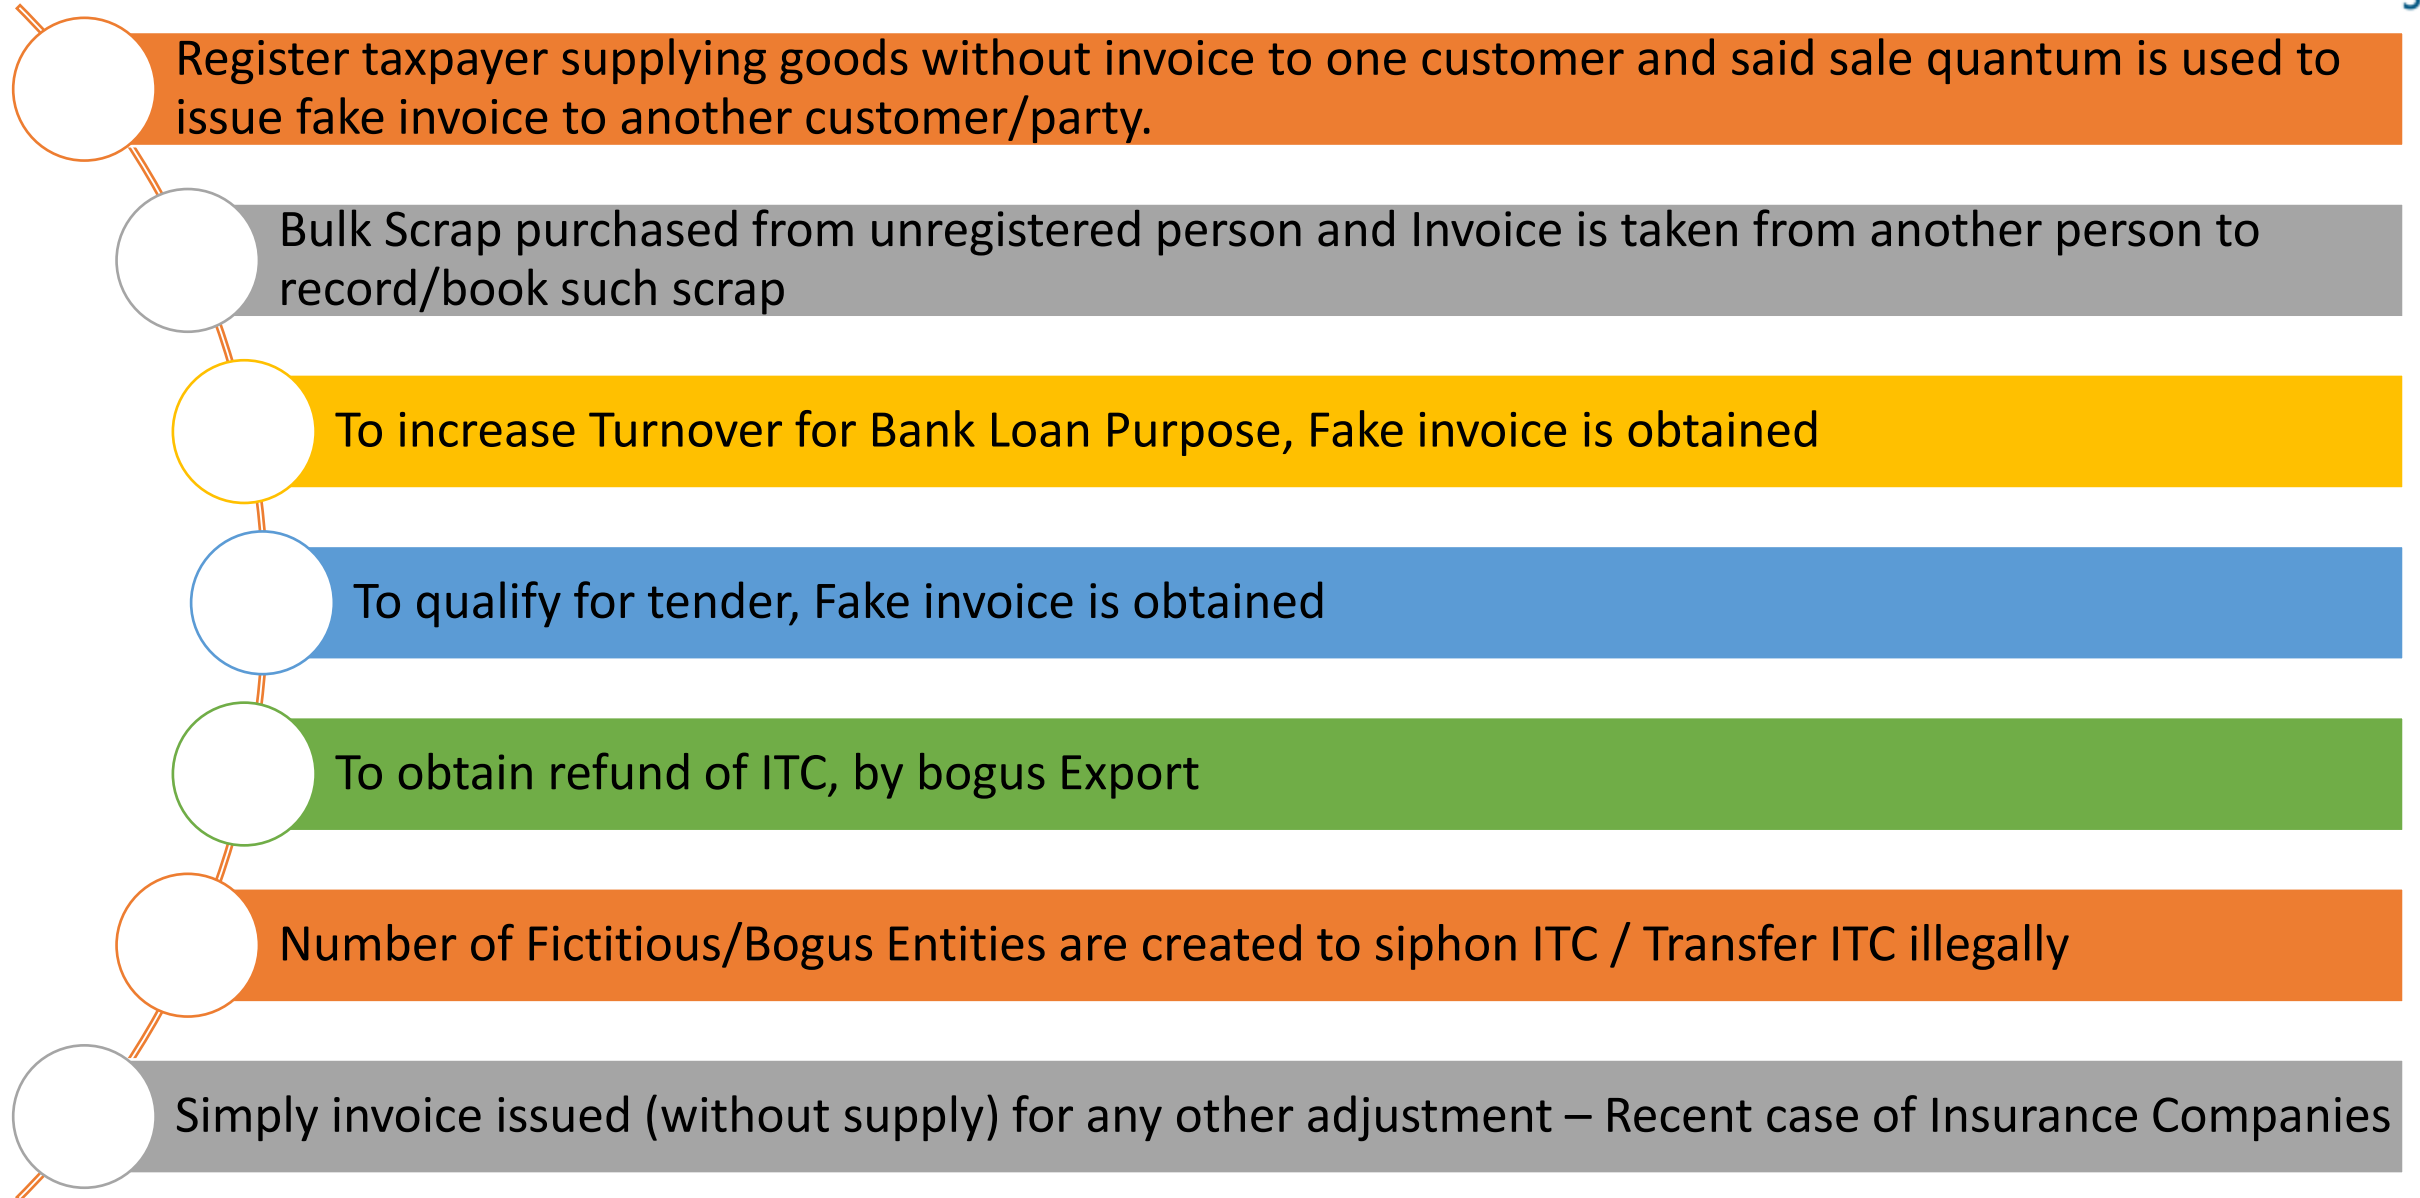 Register taxpayer supplying goods without invoice to one customer and said sale quantum is used to
issue fake invoice to another customer/party.
Bulk Scrap purchased from unregistered person and Invoice is taken from another person to
record/book such scrap
To increase Turnover for Bank Loan Purpose, Fake invoice is obtained
To qualify for tender, Fake invoice is obtained
To obtain refund of ITC, by bogus Export
Number of Fictitious/Bogus Entities are created to siphon ITC / Transfer ITC illegally
Simply invoice issued (without supply) for any other adjustment – Recent case of Insurance Companies